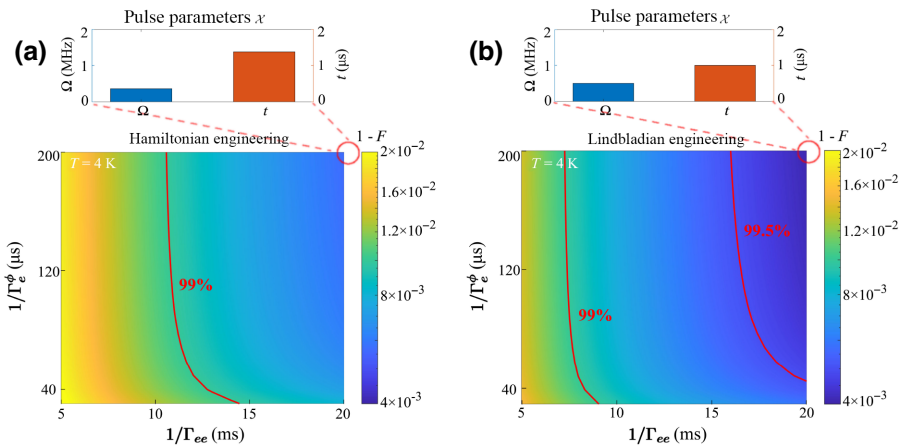 (a)
Pulse parameters χ
Ω (MHz)
2
1
0
Ω
t
2
1
0
t (μs)
Hamiltonian engineering
1 - F
T = 4 K
99%
200
120
40
1/Γ_e^ϕ (μs)
5
10
15
20
1/Γ_ee (ms)
2×10⁻²
1.6×10⁻²
1.2×10⁻²
8×10⁻³
4×10⁻³
(b)
Pulse parameters χ
Ω (MHz)
2
1
0
Ω
t
2
1
0
t (μs)
Lindbladian engineering
1 - F
T = 4 K
99.5%
99%
200
120
40
1/Γ_e^ϕ (μs)
5
10
15
20
1/Γ_ee (ms)
2×10⁻²
1.6×10⁻²
1.2×10⁻²
8×10⁻³
4×10⁻³